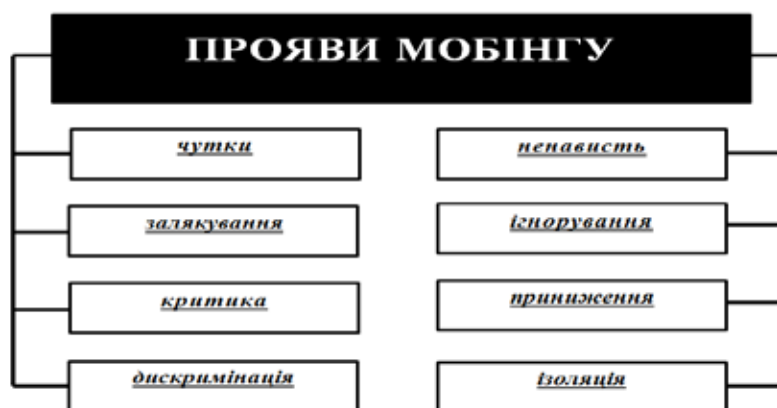 ПРОЯВИ МОБІНГУ
чутки
ненависть
залякування
ігнорування
критика
приниження
дискримінація
ізоляція